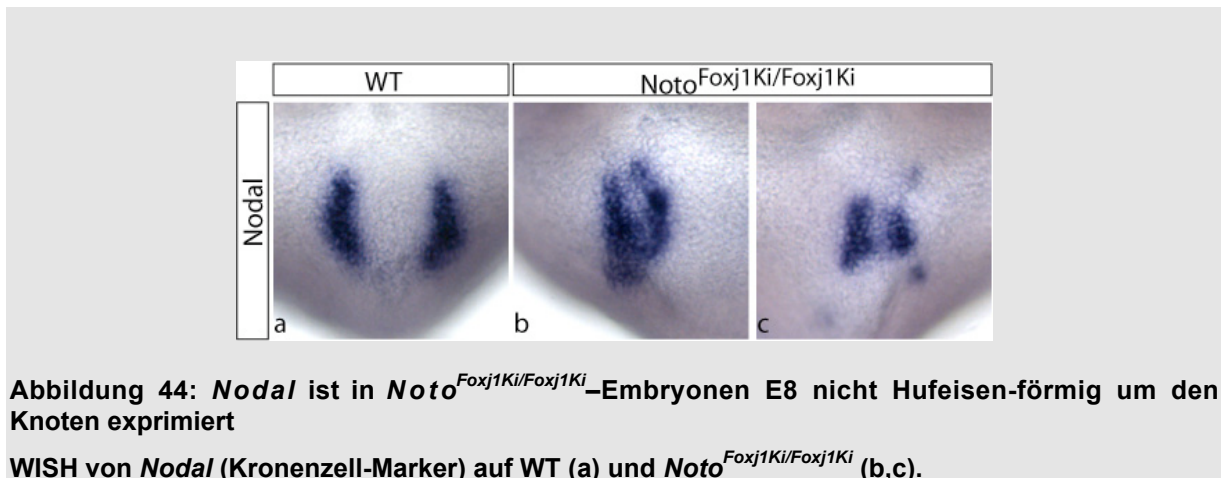 WT
Noto^Foxj1Ki/Foxj1Ki
Nodal
a
b
c
Abbildung 44: Nodal ist in Noto^Foxj1Ki/Foxj1Ki–Embryonen E8 nicht Hufeisen-förmig um den
Knoten exprimiert
WISH von Nodal (Kronenzell-Marker) auf WT (a) und Noto^Foxj1Ki/Foxj1Ki (b,c).